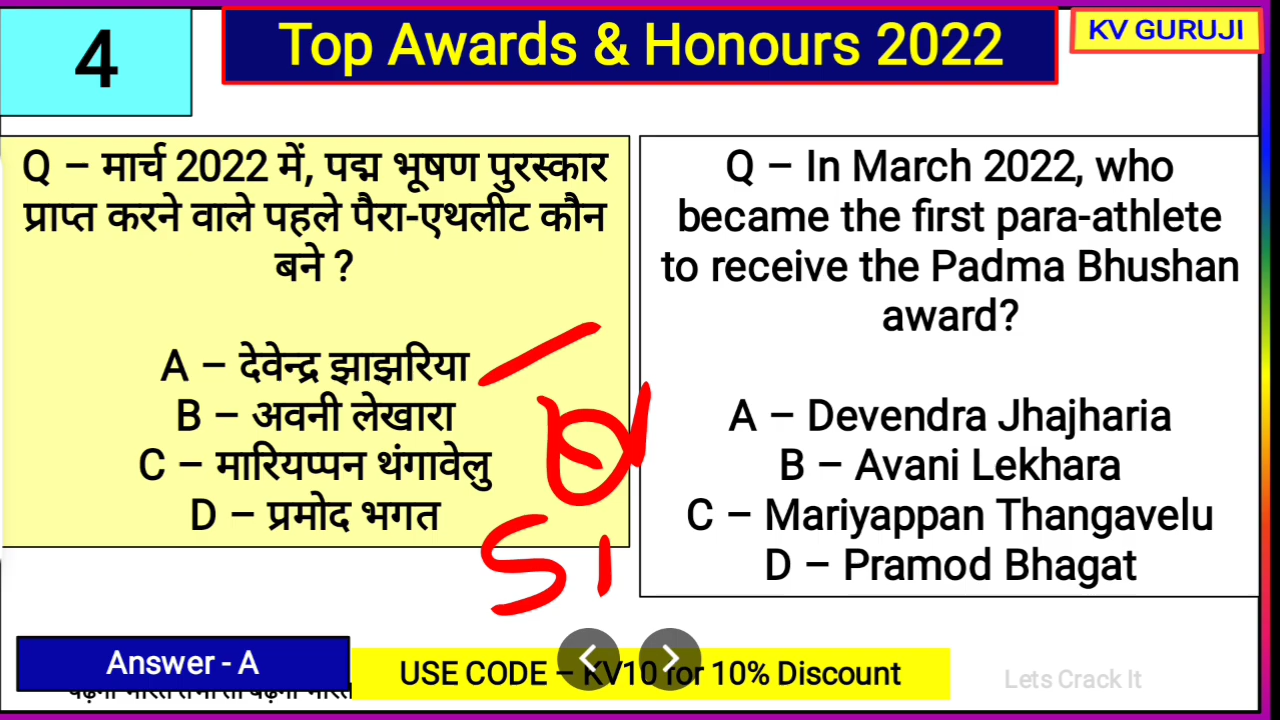 4
Top Awards & Honours 2022
KV GURUJI
Q – मार्च 2022 में, पद्म भूषण पुरस्कार
प्राप्त करने वाले पहले पैरा-एथलीट कौन
बने ?
A – देवेन्द्र झाझरिया
B – अवनी लेखारा
C – मारियप्पन थंगावेलु
D – प्रमोद भगत
Q – In March 2022, who
became the first para-athlete
to receive the Padma Bhushan
award?
A – Devendra Jhajharia
B – Avani Lekhara
C – Mariyappan Thangavelu
D – Pramod Bhagat
Answer - A
USE CODE – KV10 for 10% Discount
Lets Crack It